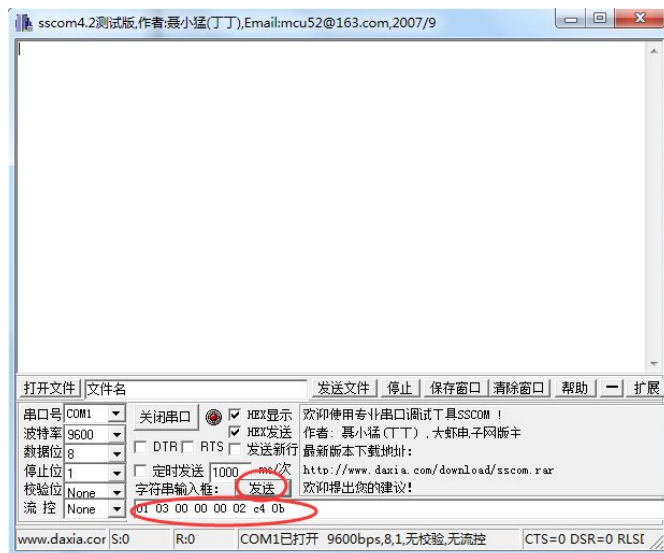 sscom4.2测试版,作者:聂小猛(丁丁),Email:mcu52@163.com,2007/9
打开文件 文件名 发送文件 停止 保存窗口 清除窗口 帮助 一 扩展
串口号 COM1 关闭串口 HEX显示 欢迎使用专业串口调试工具SSCOM !
波特率 9600 HEX发送 作者: 聂小猛(丁丁),大虾电子网版主
数据位 8 DTR RTS 发送新行 最新版本下载地址:
停止位 1 定时发送 1000 ms/次 http://www.daxia.com/download/sscom.rar
校验位 None 字符串输入框: 发送 欢迎提出您的建议!
流 控 None 01 03 00 00 00 02 c4 0b
www.daxia.cor S:0 R:0 COM1已打开 9600bps,8,1,无校验,无流控 CTS=0 DSR=0 RLSI